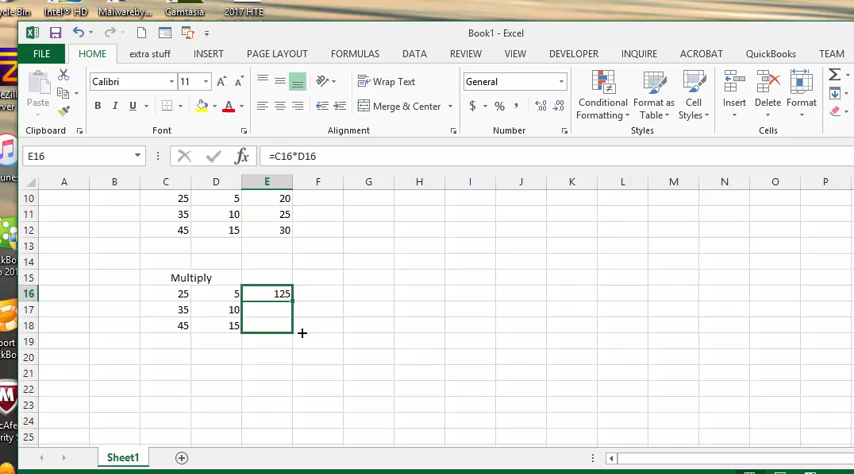 cle Bin Intel® HD Malwareby... Camtasia 2017 HTE
Book1 - Excel
FILE HOME extra stuff INSERT PAGE LAYOUT FORMULAS DATA REVIEW VIEW DEVELOPER INQUIRE ACROBAT QuickBooks TEAM
Paste Calibri 11 A A Wrap Text General Conditional Formatting Format as Table Cell Styles Insert Delete Format
B I U A Merge & Center $ % ,
Clipboard Font Alignment Number Styles Cells
E16 fx =C16*D16
A B C D E F G H I J K L M N O P
10 25 5 20
11 35 10 25
12 45 15 30
13
14
15 Multiply
16 25 5 125
17 35 10
18 45 15
19
20
21
22
23
24
25
Sheet1